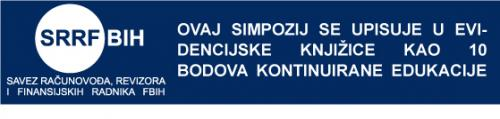 SRRF BIH
SAVEZ RAČUNOVOĐA, REVIZORA
I FINANSIJSKIH RADNIKA FBIH
OVAJ SIMPOZIJ SE UPISUJE U EVI-
DENCIJSKE KNJIŽICE KAO 10
BODOVA KONTINUIRANE EDUKACIJE